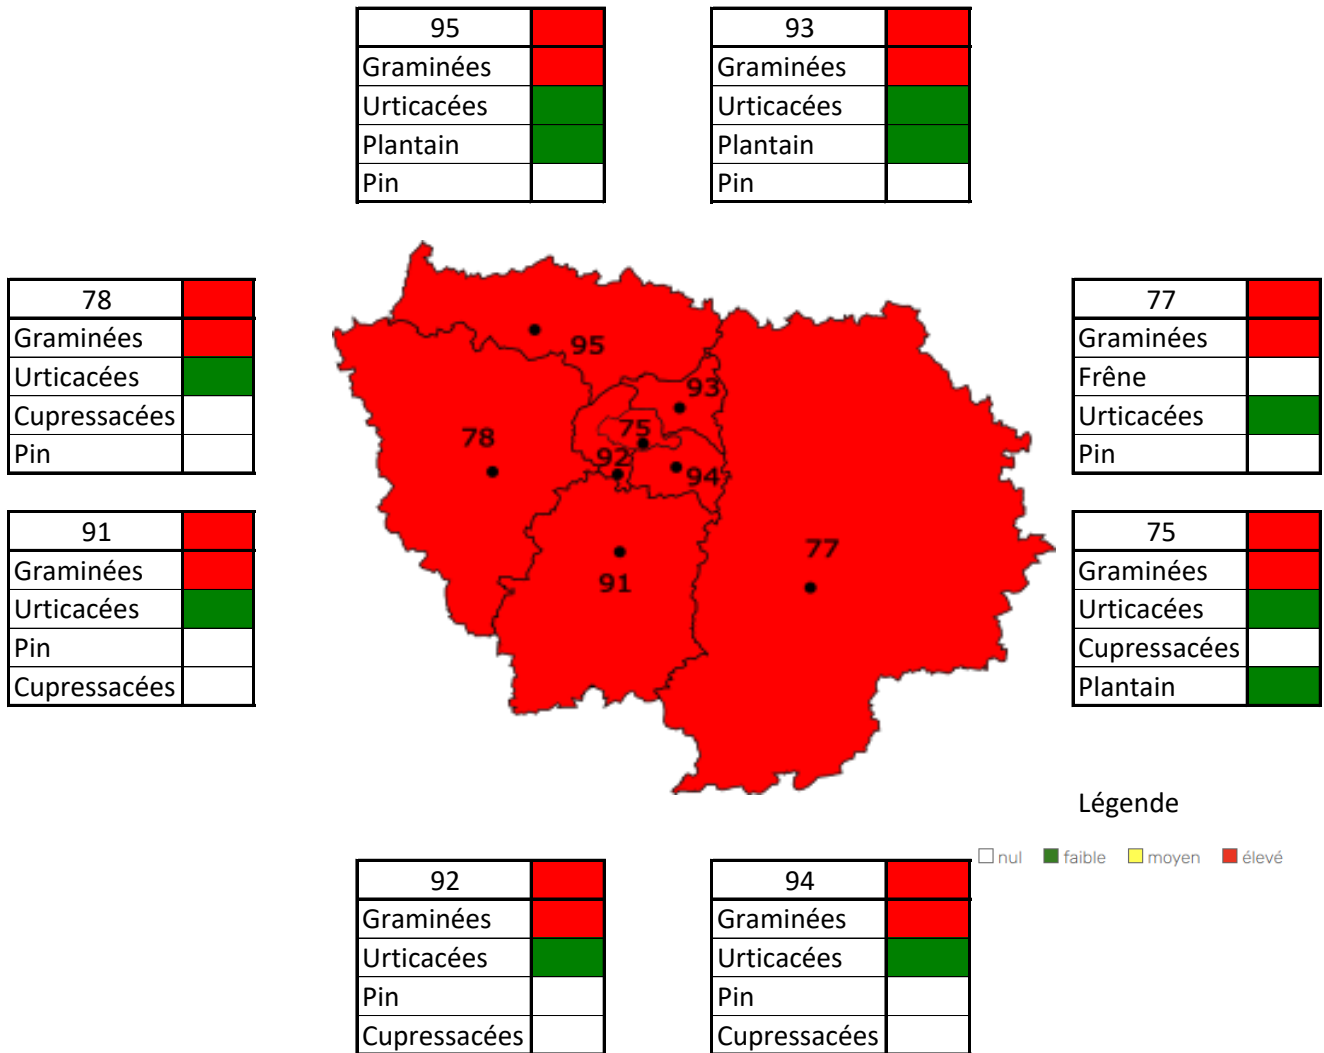 95
Graminées
Urticacées
Plantain
Pin
93
Graminées
Urticacées
Plantain
Pin
78
Graminées
Urticacées
Cupressacées
Pin
91
Graminées
Urticacées
Pin
Cupressacées
95
93
75
78
92
94
77
91
77
Graminées
Frêne
Urticacées
Pin
75
Graminées
Urticacées
Cupressacées
Plantain
Légende
nul faible moyen élevé
92
Graminées
Urticacées
Pin
Cupressacées
94
Graminées
Urticacées
Pin
Cupressacées